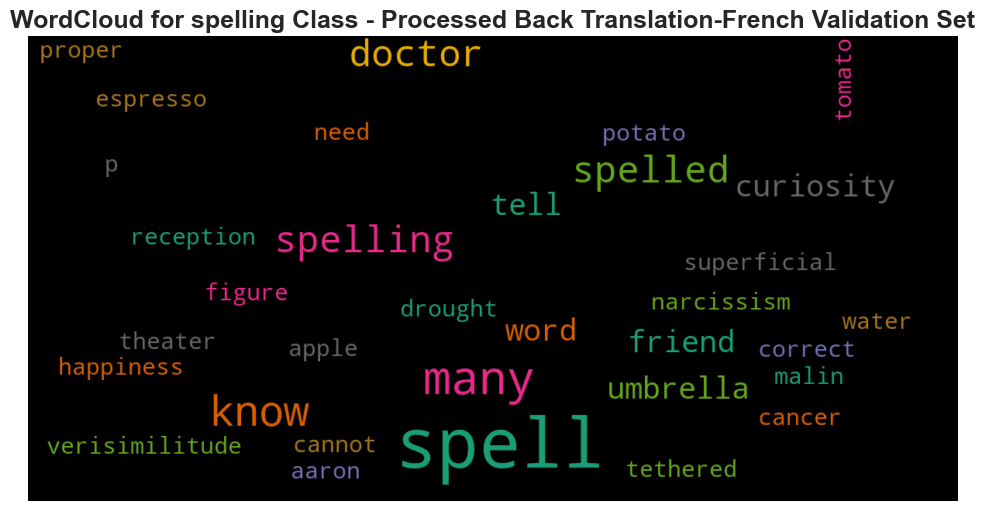 WordCloud for spelling Class - Processed Back Translation-French Validation Set
proper
doctor
tomato
espresso
need
potato
p
spelled
curiosity
tell
reception
spelling
superficial
figure
drought
narcissism
water
theater
apple
word
friend
correct
happiness
many
umbrella
malin
know
cancer
verisimilitude
cannot
spell
aaron
tethered